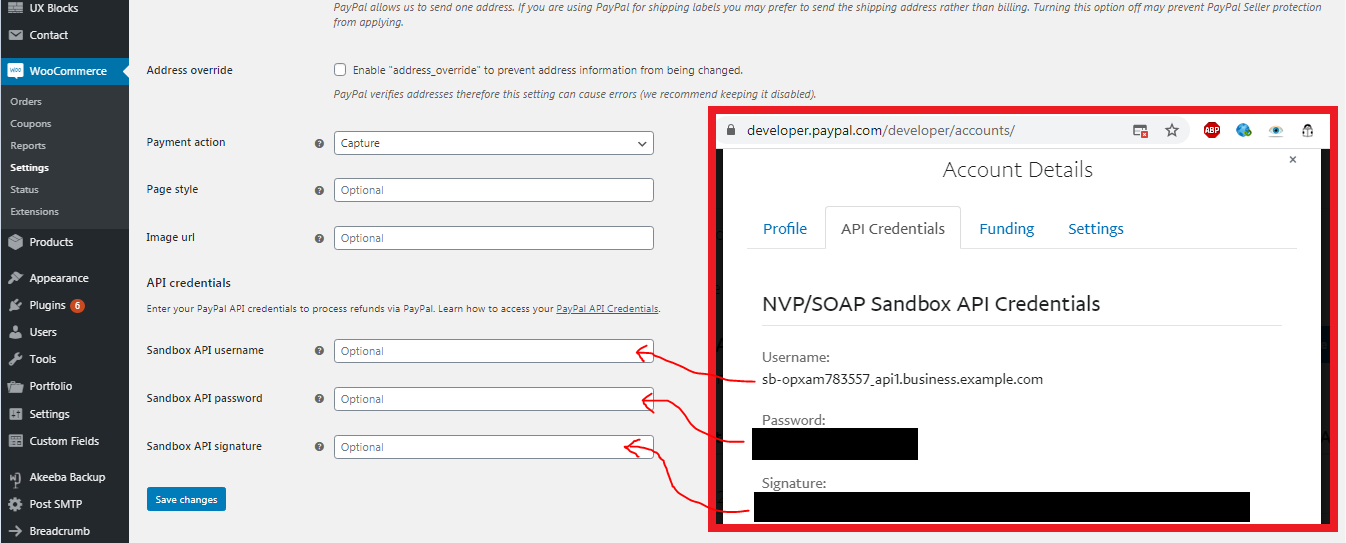 UX Blocks
Contact
WooCommerce
Orders
Coupons
Reports
Settings
Status
Extensions
Products
Appearance
Plugins 6
Users
Tools
Portfolio
Settings
Custom Fields
Akeeba Backup
Post SMTP
Breadcrumb
PayPal allows us to send one address. If you are using PayPal for shipping labels you may prefer to send the shipping address rather than billing. Turning this option off may prevent PayPal Seller protection
from applying.
Address override
Enable "address_override" to prevent address information from being changed.
PayPal verifies addresses therefore this setting can cause errors (we recommend keeping it disabled).
Payment action
Capture
Page style
Optional
Image url
Optional
API credentials
Enter your PayPal API credentials to process refunds via PayPal. Learn how to access your PayPal API Credentials.
Sandbox API username
Optional
Sandbox API password
Optional
Sandbox API signature
Optional
Save changes
developer.paypal.com/developer/accounts/
ABP
Account Details
×
Profile
API Credentials
Funding
Settings
NVP/SOAP Sandbox API Credentials
Username:
sb-opxam783557_api1.business.example.com
Password:
Signature: